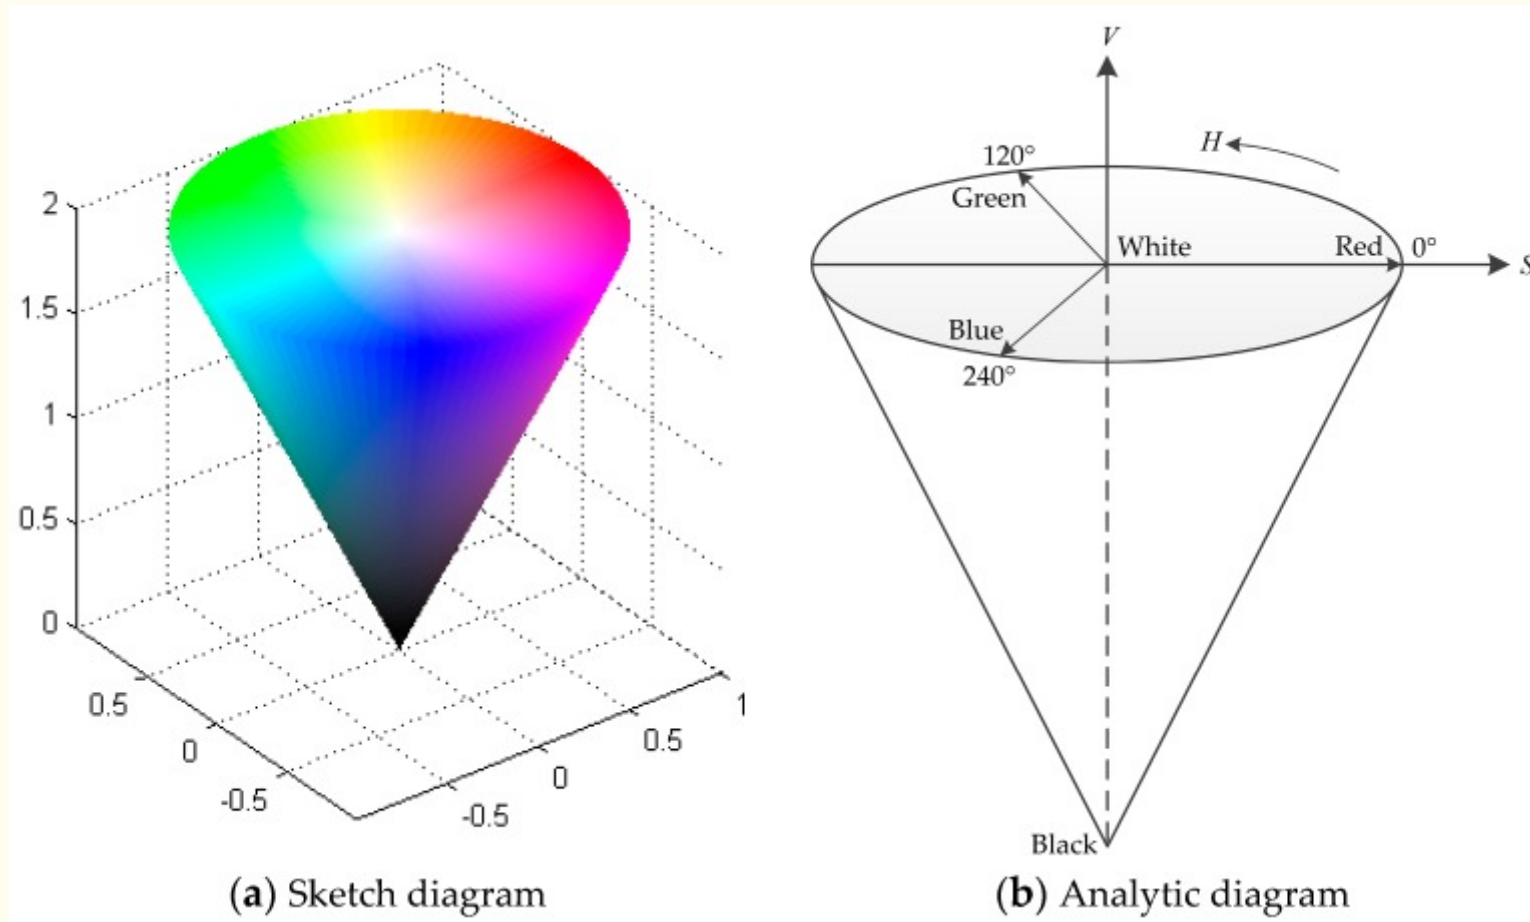 2
1.5
1
0.5
0
0.5
0
-0.5
-0.5
0
0.5
1
(a) Sketch diagram
V
H
120°
Green
White
Red
0°
S
Blue
240°
Black
(b) Analytic diagram